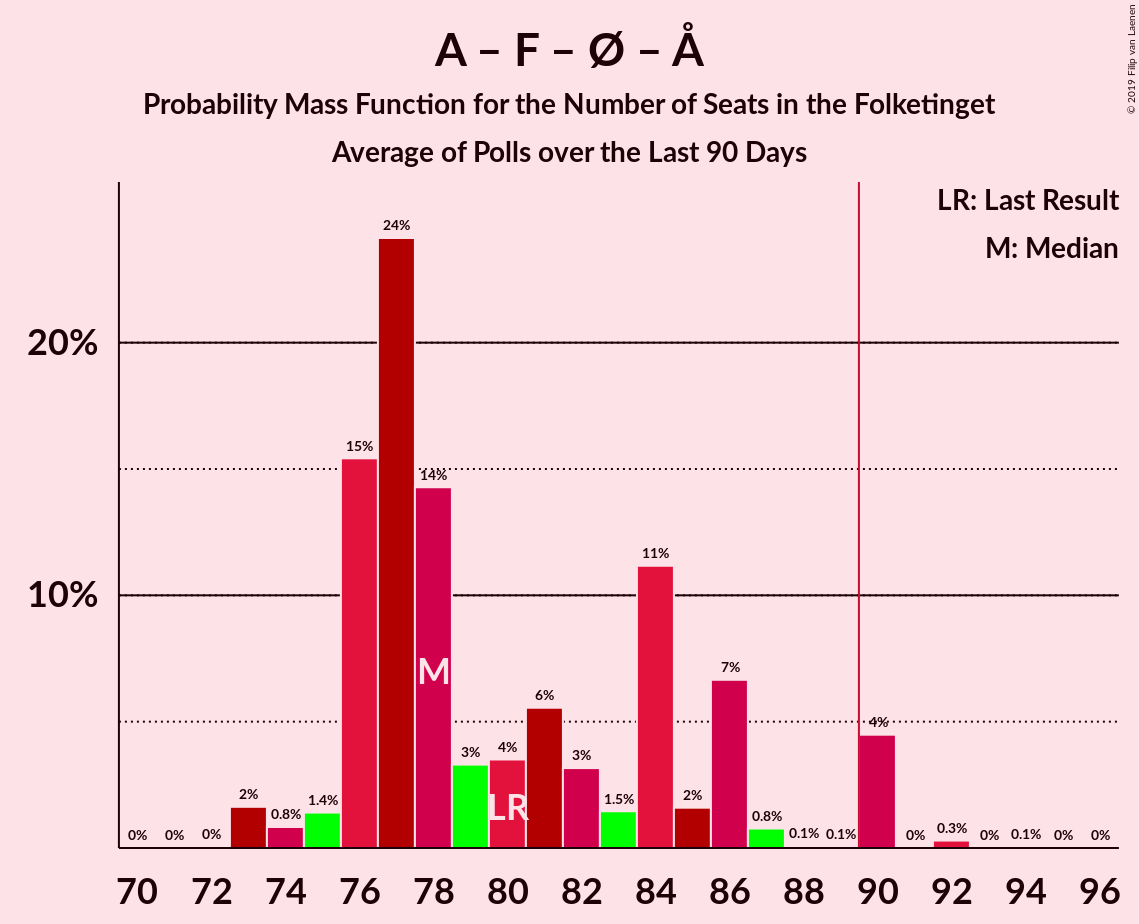 A – F – Ø – Å
Probability Mass Function for the Number of Seats in the Folketinget
Average of Polls over the Last 90 Days
© 2019 Filip van Laenen
LR: Last Result
M: Median
20%
10%
0% 0% 0% 2% 0.8% 1.4% 15% 24% 14% 3% 4% 6% 3% 1.5% 11% 2% 7% 0.8% 0.1% 0.1% 4% 0% 0.3% 0% 0.1% 0% 0%
M
LR
70 72 74 76 78 80 82 84 86 88 90 92 94 96